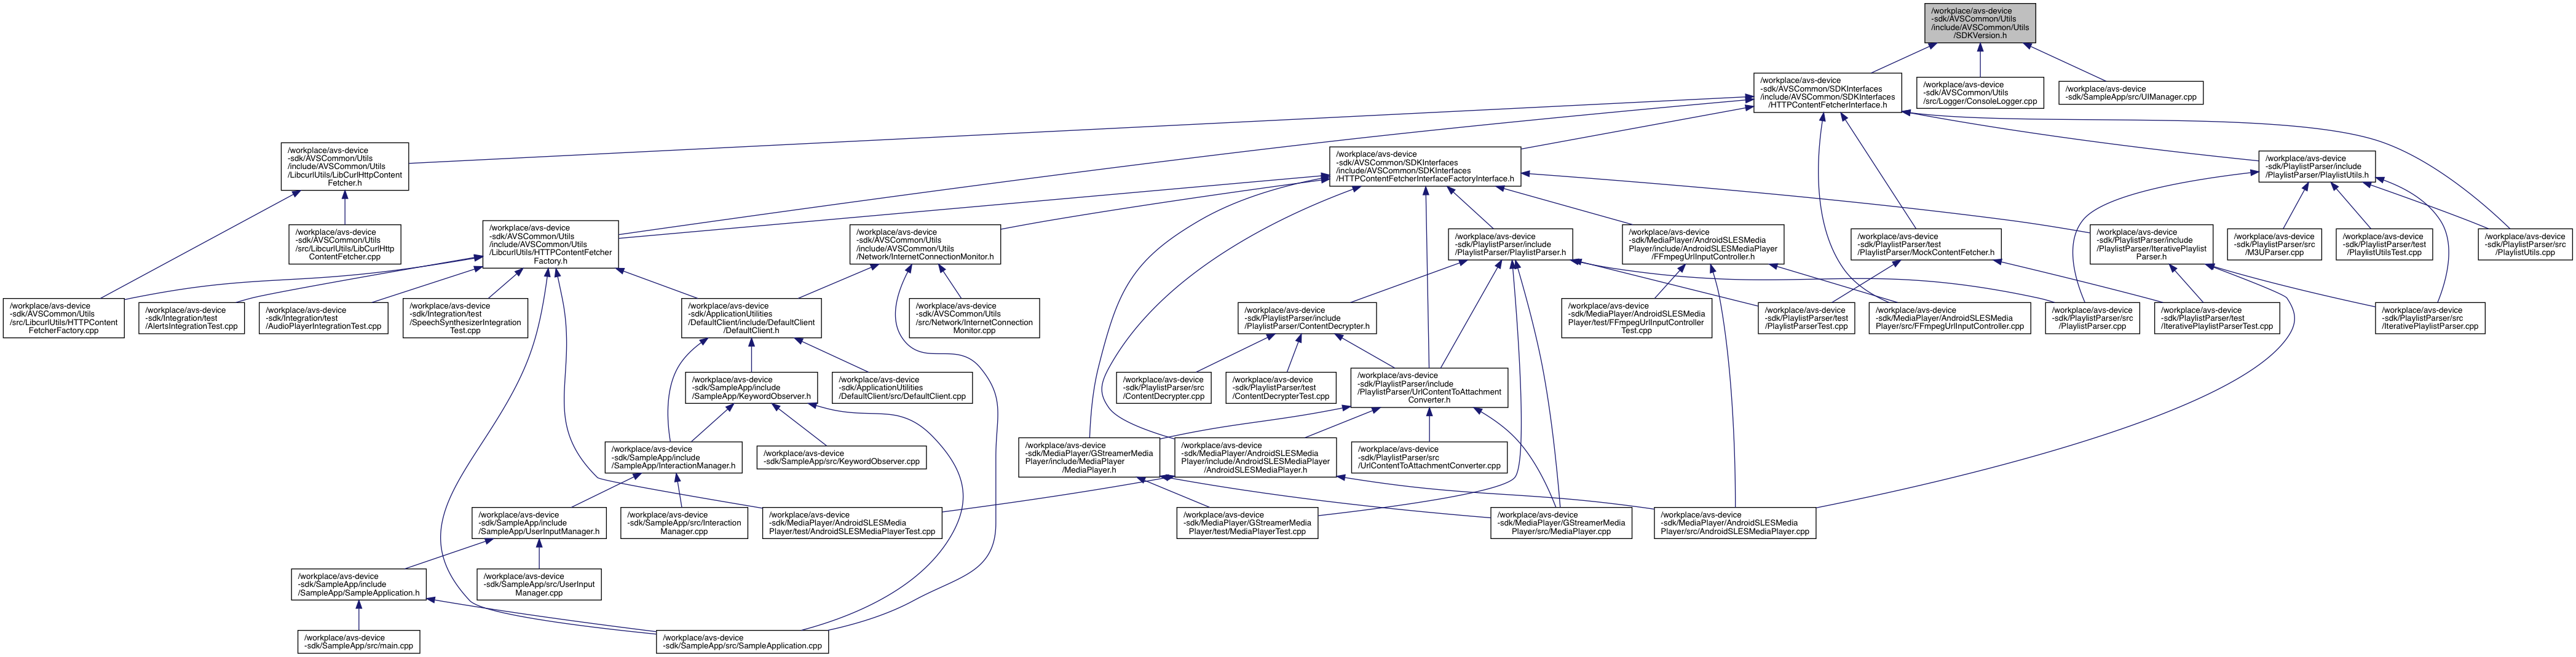 /workplace/avs-device
-sdk/AVSCommon/Utils
/include/AVSCommon/Utils
/SDKVersion.h
/workplace/avs-device
-sdk/AVSCommon/SDKInterfaces
/include/AVSCommon/SDKInterfaces
/HTTPContentFetcherInterface.h
/workplace/avs-device
-sdk/AVSCommon/Utils
/src/Logger/ConsoleLogger.cpp
/workplace/avs-device
-sdk/SampleApp/src/UIManager.cpp
/workplace/avs-device
-sdk/AVSCommon/Utils
/include/AVSCommon/Utils
/LibcurlUtils/LibCurlHttpContent
Fetcher.h
/workplace/avs-device
-sdk/AVSCommon/SDKInterfaces
/include/AVSCommon/SDKInterfaces
/HTTPContentFetcherInterfaceFactoryInterface.h
/workplace/avs-device
-sdk/PlaylistParser/include
/PlaylistParser/PlaylistUtils.h
/workplace/avs-device
-sdk/AVSCommon/Utils
/src/LibcurlUtils/LibCurlHttp
ContentFetcher.cpp
/workplace/avs-device
-sdk/AVSCommon/Utils
/include/AVSCommon/Utils
/LibcurlUtils/HTTPContentFetcher
Factory.h
/workplace/avs-device
-sdk/AVSCommon/Utils
/include/AVSCommon/Utils
/Network/InternetConnectionMonitor.h
/workplace/avs-device
-sdk/PlaylistParser/include
/PlaylistParser/PlaylistParser.h
/workplace/avs-device
-sdk/MediaPlayer/AndroidSLESMedia
Player/include/AndroidSLESMediaPlayer
/FFmpegUrlInputController.h
/workplace/avs-device
-sdk/PlaylistParser/test
/PlaylistParser/MockContentFetcher.h
/workplace/avs-device
-sdk/PlaylistParser/include
/PlaylistParser/IterativePlaylist
Parser.h
/workplace/avs-device
-sdk/PlaylistParser/src
/M3UParser.cpp
/workplace/avs-device
-sdk/PlaylistParser/test
/PlaylistUtilsTest.cpp
/workplace/avs-device
-sdk/PlaylistParser/src
/PlaylistUtils.cpp
/workplace/avs-device
-sdk/AVSCommon/Utils
/src/LibcurlUtils/HTTPContent
FetcherFactory.cpp
/workplace/avs-device
-sdk/Integration/test
/AlertsIntegrationTest.cpp
/workplace/avs-device
-sdk/Integration/test
/AudioPlayerIntegrationTest.cpp
/workplace/avs-device
-sdk/Integration/test
/SpeechSynthesizerIntegration
Test.cpp
/workplace/avs-device
-sdk/ApplicationUtilities
/DefaultClient/include/DefaultClient
/DefaultClient.h
/workplace/avs-device
-sdk/AVSCommon/Utils
/src/Network/InternetConnection
Monitor.cpp
/workplace/avs-device
-sdk/PlaylistParser/include
/PlaylistParser/ContentDecrypter.h
/workplace/avs-device
-sdk/MediaPlayer/AndroidSLESMedia
Player/test/FFmpegUrlInputController
Test.cpp
/workplace/avs-device
-sdk/PlaylistParser/test
/PlaylistParserTest.cpp
/workplace/avs-device
-sdk/MediaPlayer/AndroidSLESMedia
Player/src/FFmpegUrlInputController.cpp
/workplace/avs-device
-sdk/PlaylistParser/src
/PlaylistParser.cpp
/workplace/avs-device
-sdk/PlaylistParser/test
/IterativePlaylistParserTest.cpp
/workplace/avs-device
-sdk/PlaylistParser/src
/IterativePlaylistParser.cpp
/workplace/avs-device
-sdk/SampleApp/include
/SampleApp/KeywordObserver.h
/workplace/avs-device
-sdk/ApplicationUtilities
/DefaultClient/src/DefaultClient.cpp
/workplace/avs-device
-sdk/PlaylistParser/src
/ContentDecrypter.cpp
/workplace/avs-device
-sdk/PlaylistParser/test
/ContentDecrypterTest.cpp
/workplace/avs-device
-sdk/PlaylistParser/include
/PlaylistParser/UrlContentToAttachment
Converter.h
/workplace/avs-device
-sdk/SampleApp/include
/SampleApp/InteractionManager.h
/workplace/avs-device
-sdk/SampleApp/src/KeywordObserver.cpp
/workplace/avs-device
-sdk/MediaPlayer/GStreamerMedia
Player/include/MediaPlayer
/MediaPlayer.h
/workplace/avs-device
-sdk/MediaPlayer/AndroidSLESMedia
Player/include/AndroidSLESMediaPlayer
/AndroidSLESMediaPlayer.h
/workplace/avs-device
-sdk/PlaylistParser/src
/UrlContentToAttachmentConverter.cpp
/workplace/avs-device
-sdk/SampleApp/include
/SampleApp/UserInputManager.h
/workplace/avs-device
-sdk/SampleApp/src/Interaction
Manager.cpp
/workplace/avs-device
-sdk/MediaPlayer/AndroidSLESMedia
Player/test/AndroidSLESMediaPlayerTest.cpp
/workplace/avs-device
-sdk/MediaPlayer/GStreamerMedia
Player/test/MediaPlayerTest.cpp
/workplace/avs-device
-sdk/MediaPlayer/GStreamerMedia
Player/src/MediaPlayer.cpp
/workplace/avs-device
-sdk/MediaPlayer/AndroidSLESMedia
Player/src/AndroidSLESMediaPlayer.cpp
/workplace/avs-device
-sdk/SampleApp/include
/SampleApp/SampleApplication.h
/workplace/avs-device
-sdk/SampleApp/src/UserInput
Manager.cpp
/workplace/avs-device
-sdk/SampleApp/src/main.cpp
/workplace/avs-device
-sdk/SampleApp/src/SampleApplication.cpp